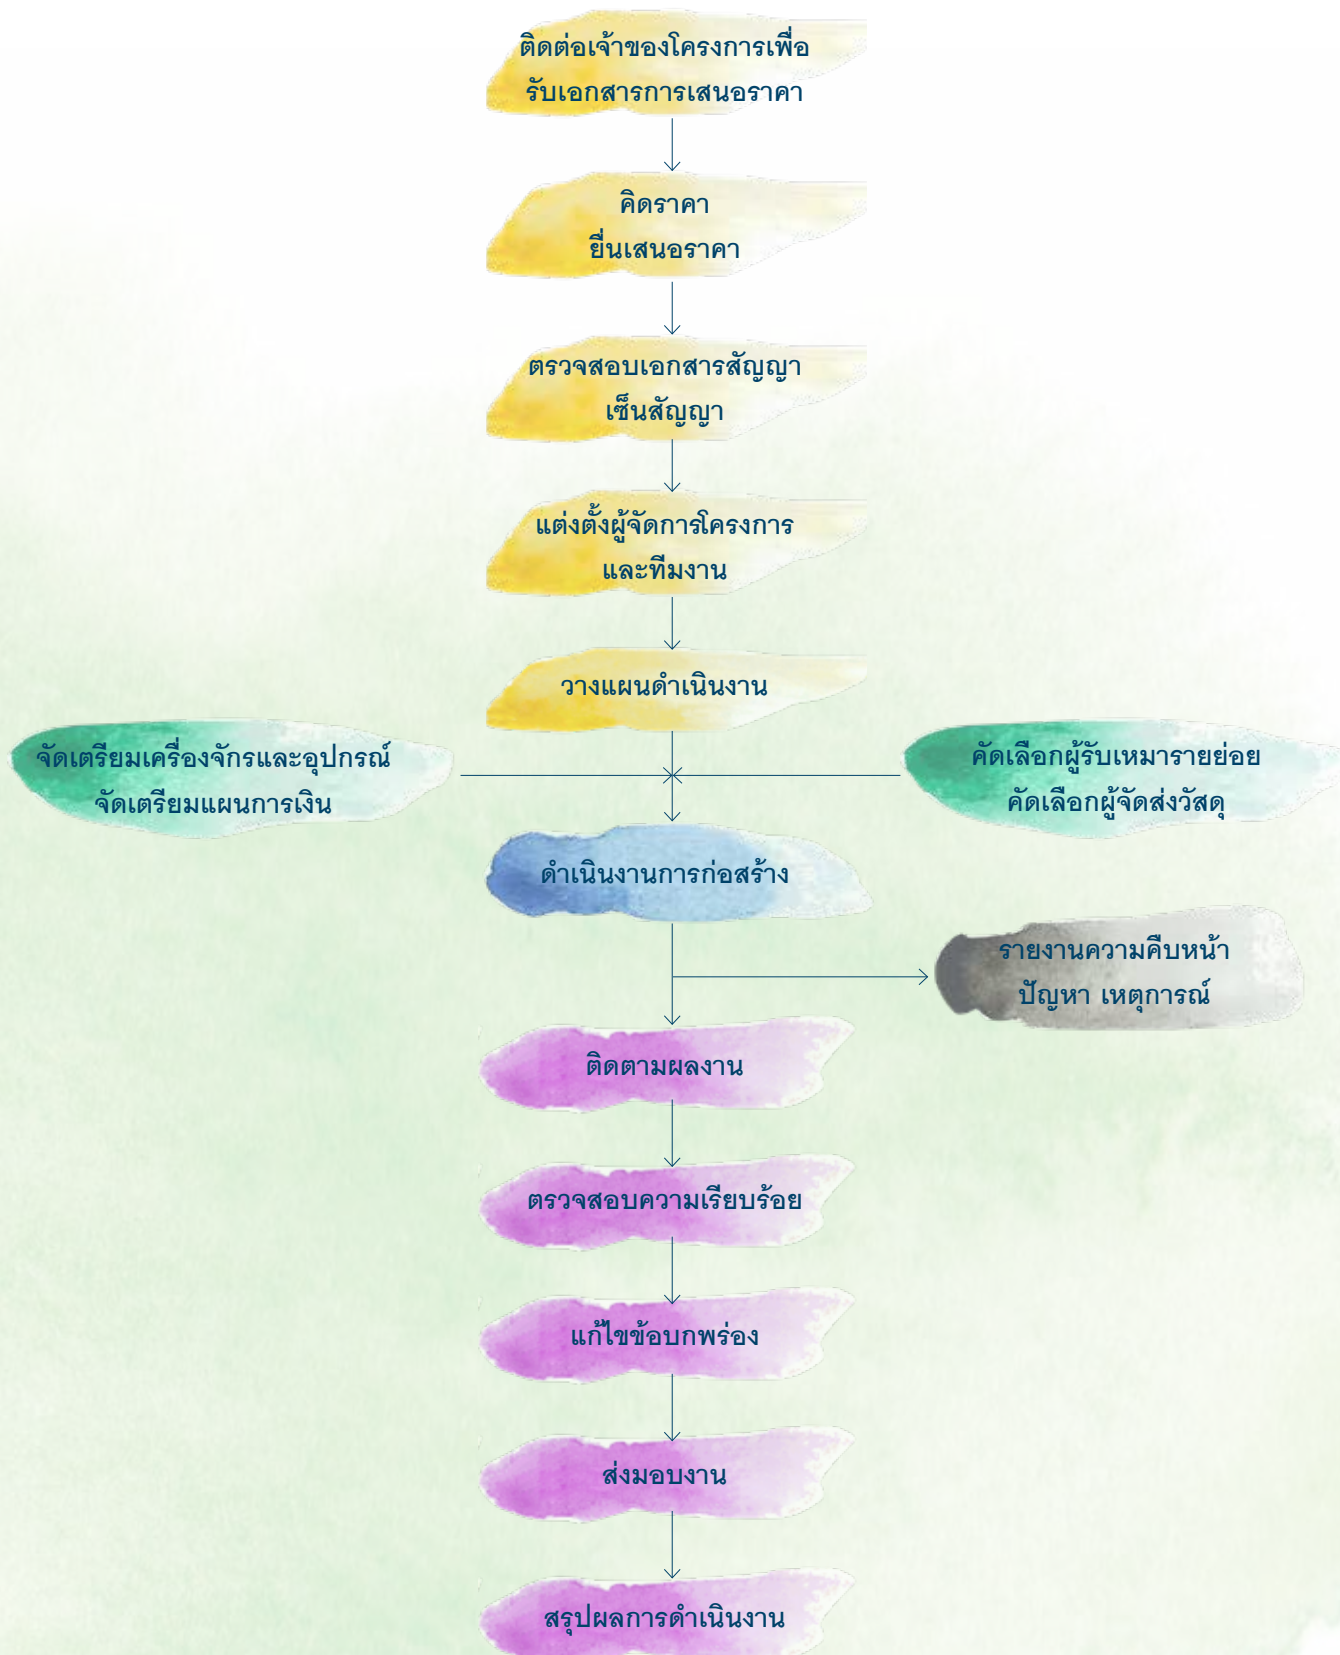 ติดต่อเจ้าของโครงการเพื่อ
รับเอกสารการเสนอราคา
คิดราคา
ยื่นเสนอราคา
ตรวจสอบเอกสารสัญญา
เซ็นสัญญา
แต่งตั้งผู้จัดการโครงการ
และทีมงาน
วางแผนดำเนินงาน
จัดเตรียมเครื่องจักรและอุปกรณ์
จัดเตรียมแผนการเงิน
คัดเลือกผู้รับเหมารายย่อย
คัดเลือกผู้จัดส่งวัสดุ
ดำเนินงานการก่อสร้าง
รายงานความคืบหน้า
ปัญหา เหตุการณ์
ติดตามผลงาน
ตรวจสอบความเรียบร้อย
แก้ไขข้อบกพร่อง
ส่งมอบงาน
สรุปผลการดำเนินงาน